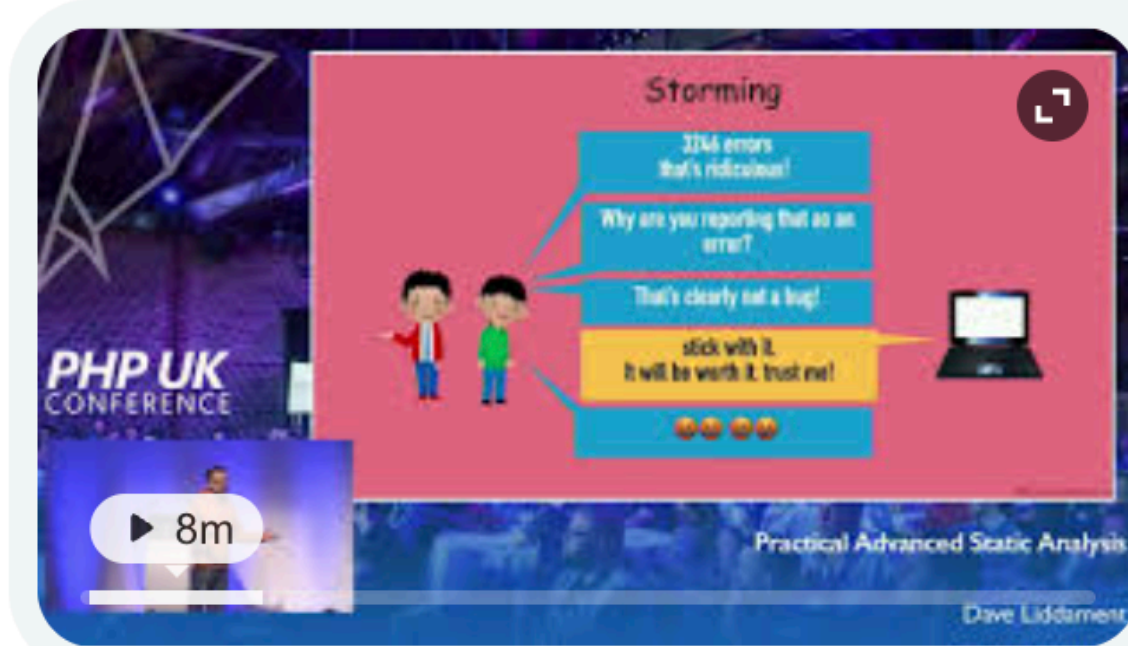 Storming
3246 errors
that's ridiculous!
Why are you reporting that as an
error?
That's clearly not a bug!
stick with it.
It will be worth it, trust me!
PHP UK
CONFERENCE
8m
Practical Advanced Static Analysis
Dave Liddament